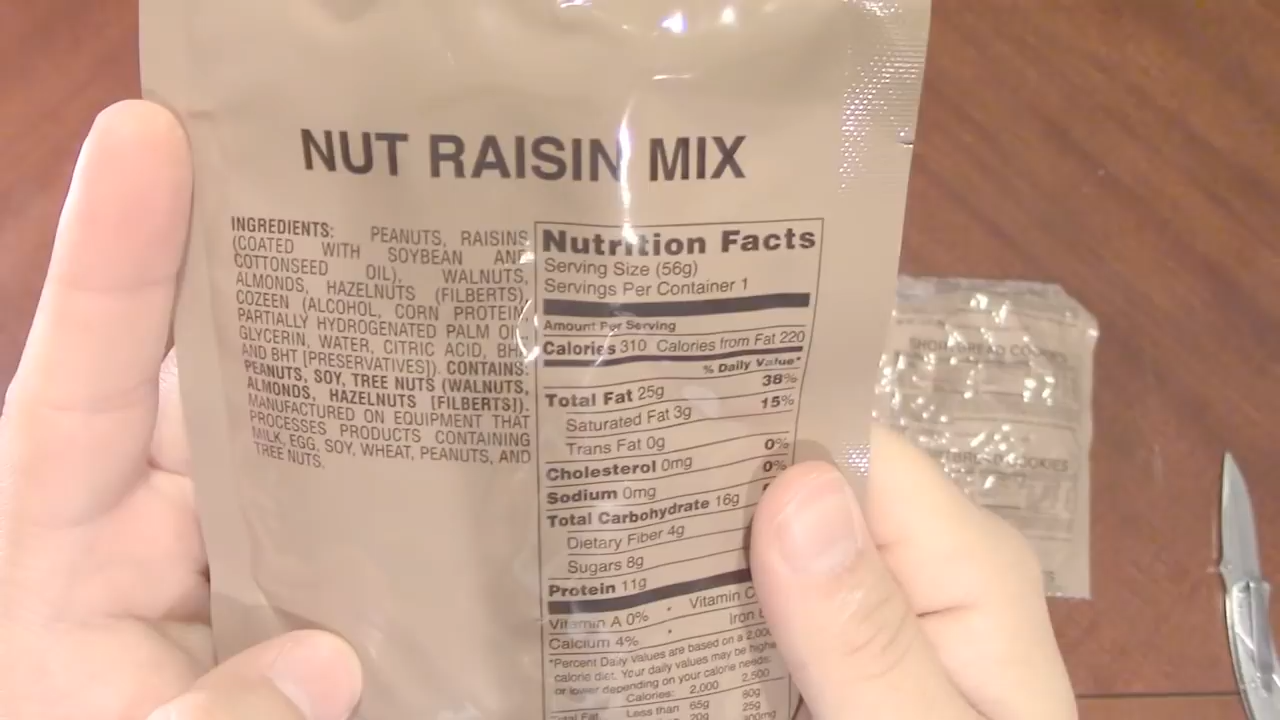 NUT RAISIN MIX
INGREDIENTS: PEANUTS, RAISINS
(COATED WITH SOYBEAN AND
COTTONSEED OIL), WALNUTS,
ALMONDS, HAZELNUTS (FILBERTS)
COZEEN (ALCOHOL, CORN PROTEIN
PARTIALLY HYDROGENATED PALM
GLYCERIN, WATER, CITRIC ACID,
AND BHT [PRESERVATIVES]). CONTAINS:
PEANUTS, SOY, TREE NUTS (WALNUTS,
ALMONDS, HAZELNUTS [FILBERTS]).
MANUFACTURED ON EQUIPMENT THAT
PROCESSES PRODUCTS CONTAINING
MILK, EGG, SOY, WHEAT, PEANUTS, AND
TREE NUTS.
Nutrition Facts
Serving Size (56g)
Servings Per Container 1
Amount Per Serving
Calories 310 Calories from Fat 220
% Daily Value*
Total Fat 25g 38%
Saturated Fat 3g 15%
Trans Fat 0g
Cholesterol 0mg 0%
Sodium 0mg 0%
Total Carbohydrate 16g
Dietary Fiber 4g
Sugars 8g
Protein 11g
Vitamin A 0% • Vitamin C
Calcium 4% • Iron
*Percent Daily Values are based on a 2,000
calorie diet. Your daily values may be
or lower depending on your calorie needs:
Calories: 2,000 2,500
Total Fat Less than 65g 80g
20g 25g
SHORTBREAD COOKIES
COOKIES